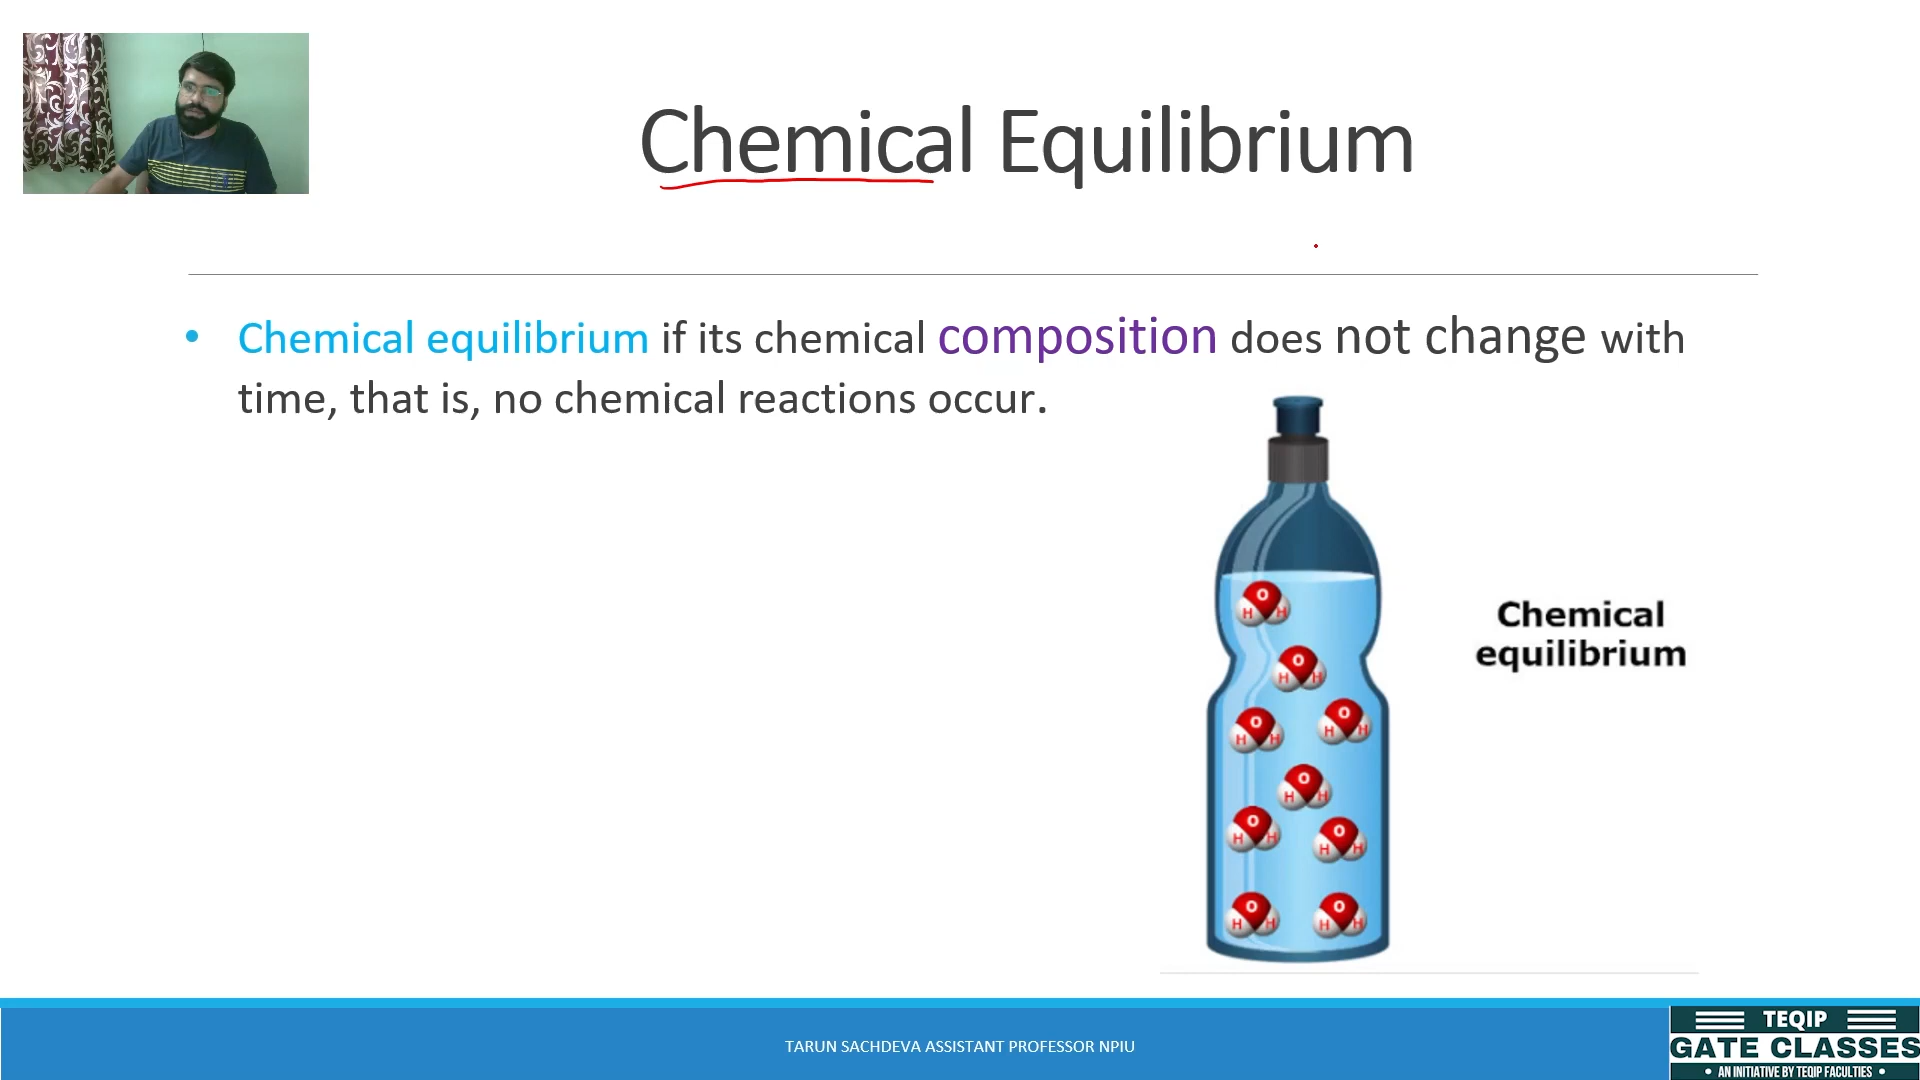 Chemical Equilibrium
• Chemical equilibrium if its chemical composition does not change with
time, that is, no chemical reactions occur.
O
H H
O
H H
O
H H
O
H H
O
H H
O
H H
O
H H
O
H H
O
H H
Chemical
equilibrium
TARUN SACHDEVA ASSISTANT PROFESSOR NPIU
TEQIP
GATE CLASSES
• AN INITIATIVE BY TEQIP FACULTIES •